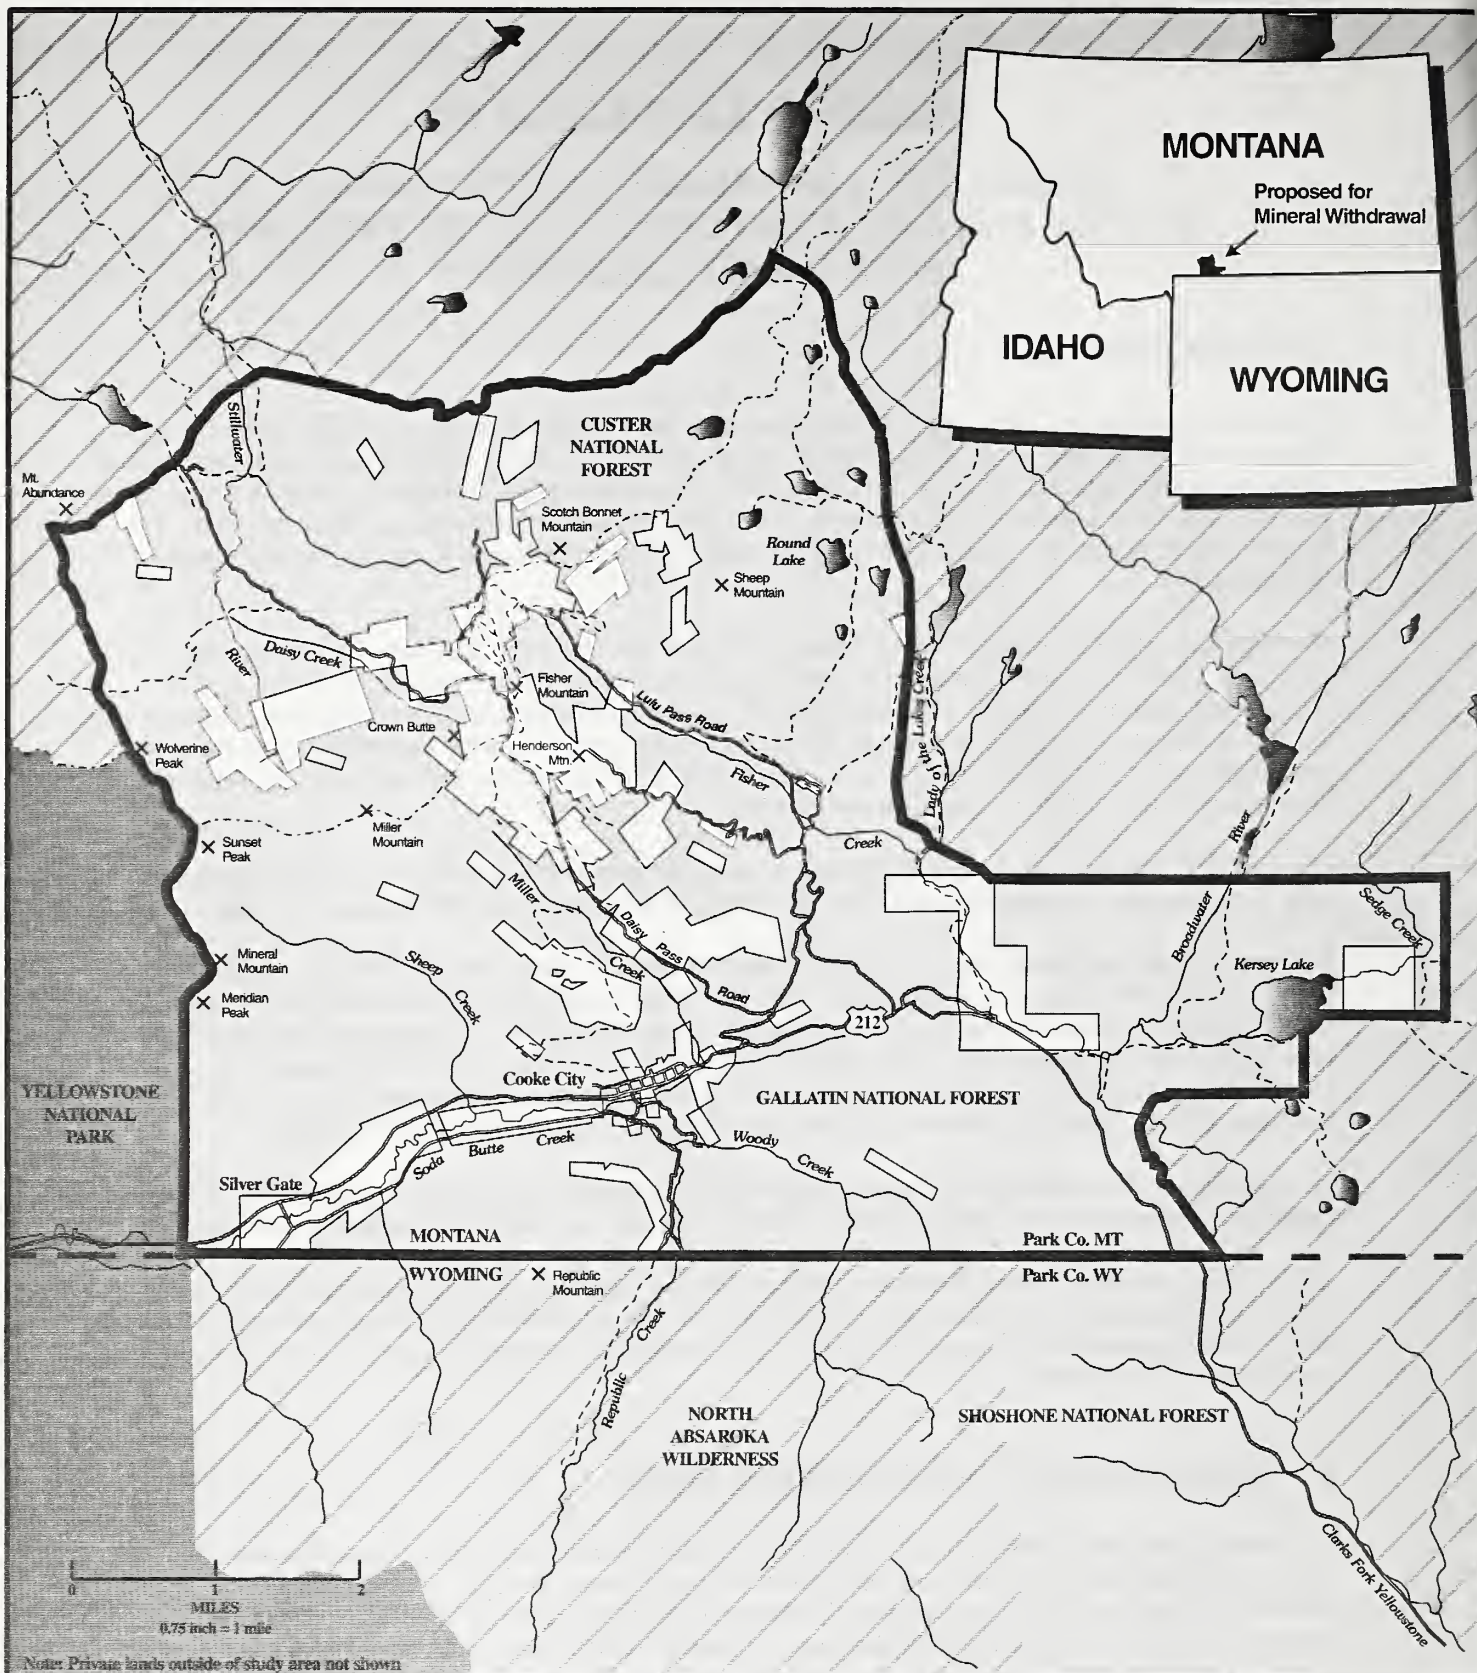 MONTANA
Proposed for
Mineral Withdrawal
IDAHO
WYOMING
CUSTER
NATIONAL
FOREST
Stillwater
Mt.
Abundance
Scotch Bonnet
Mountain
Round
Lake
Sheep
Mountain
River
Daisy Creek
Fisher
Mountain
Lulu Pass Road
Crown Butte
Henderson
Mtn.
Fisher
Wolverine
Peak
Lady of the Lakes Creek
Miller
Mountain
Sunset
Peak
Creek
River
Miller
Sedge Creek
Broadwater
Daisy
Pass
Road
Creek
Sheep
Creek
Mineral
Mountain
Kersey Lake
Meridian
Peak
212
Cooke City
YELLOWSTONE
NATIONAL
PARK
GALLATIN NATIONAL FOREST
Woody
Creek
Soda
Butte
Creek
Silver Gate
MONTANA
Park Co. MT
WYOMING
Park Co. WY
Republic
Mountain
Republic
Creek
NORTH
ABSAROKA
WILDERNESS
SHOSHONE NATIONAL FOREST
Clarks Fork Yellowstone
0 1 2
MILES
0.75 inch = 1 mile
Note: Private lands outside of study area not shown